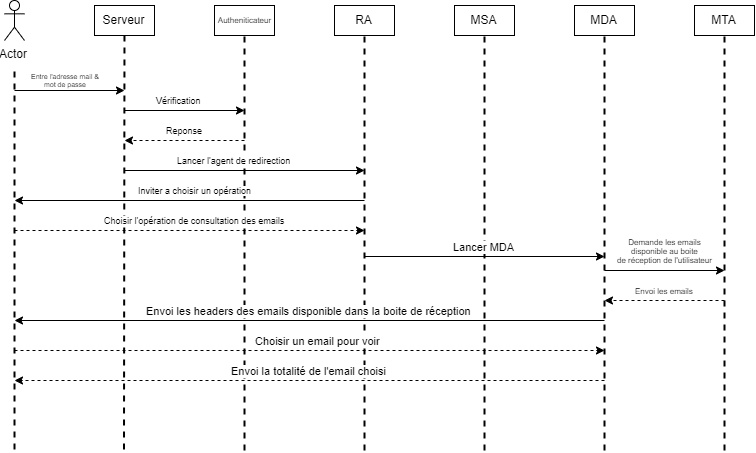 Serveur
Autheniticateur
RA
MSA
MDA
MTA
Actor
Entre l'adresse mail &
mot de passe
Vérification
Reponse
Lancer l'agent de redirection
Inviter a choisir un opération
Choisir l'opération de consultation des emails
Lancer MDA
Demande les emails
disponible au boite
de réception de l'utilisateur
Envoi les emails
Envoi les headers des emails disponible dans la boite de réception
Choisir un email pour voir
Envoi la totalité de l'email choisi